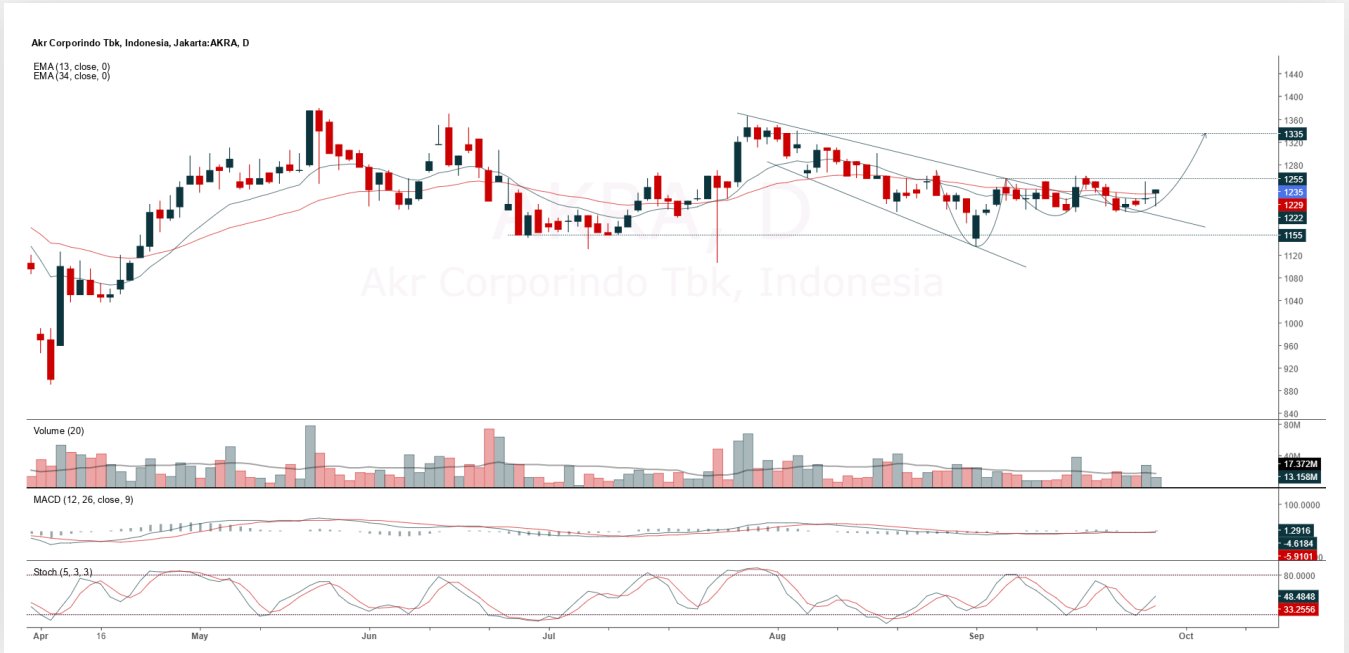 Akr Corporindo Tbk, Indonesia, Jakarta:AKRA, D
EMA (13, close, 0)
EMA (34, close, 0)
AKRA, D
Akr Corporindo Tbk, Indonesia
1440
1400
1360
1335
1320
1280
1255
1235
1229
1222
1155
1120
1080
1040
1000
960
920
880
840
Volume (20)
80M
40M
17.372M
13.158M
MACD (12, 26, close, 9)
100.0000
1.2916
-4.6184
-5.9101
Stoch (5, 3, 3)
80.0000
48.4848
33.2556
Apr 16 May Jun Jul Aug Sep Oct